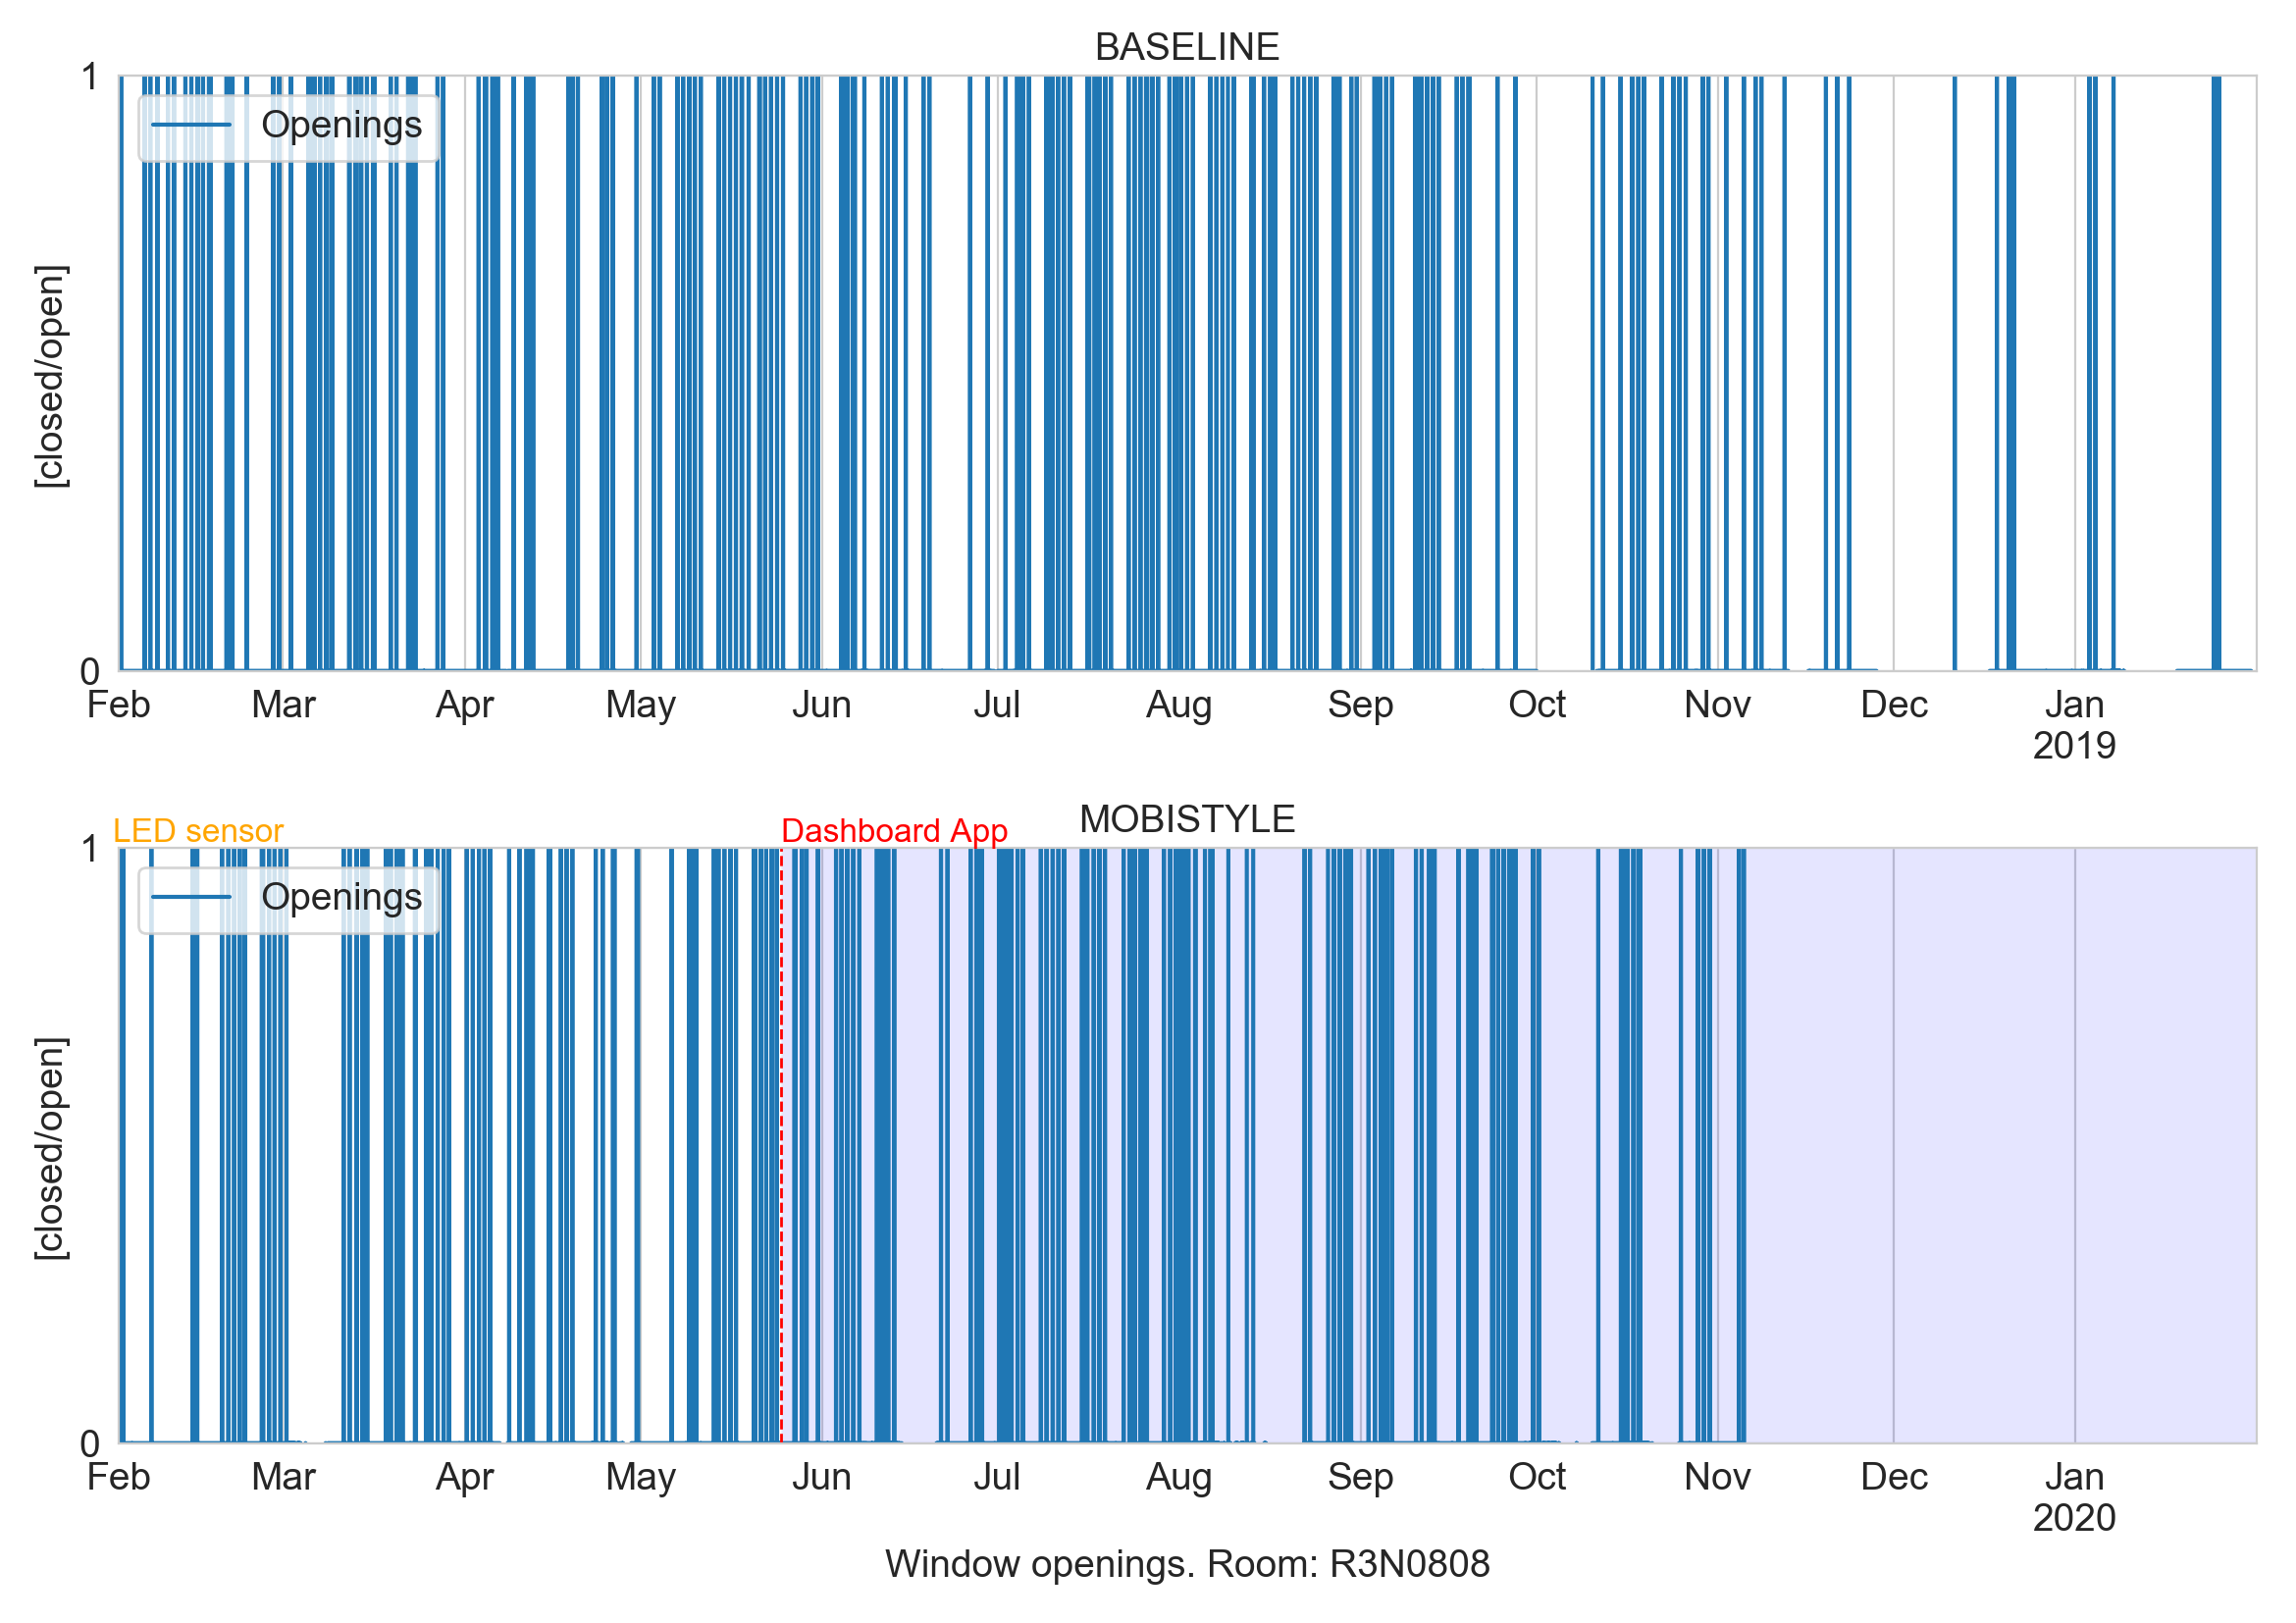 BASELINE
1
Openings
[closed/open]
0
Feb Mar Apr May Jun Jul Aug Sep Oct Nov Dec Jan
2019
LED sensor Dashboard App MOBISTYLE
1
Openings
[closed/open]
0
Feb Mar Apr May Jun Jul Aug Sep Oct Nov Dec Jan
2020
Window openings. Room: R3N0808